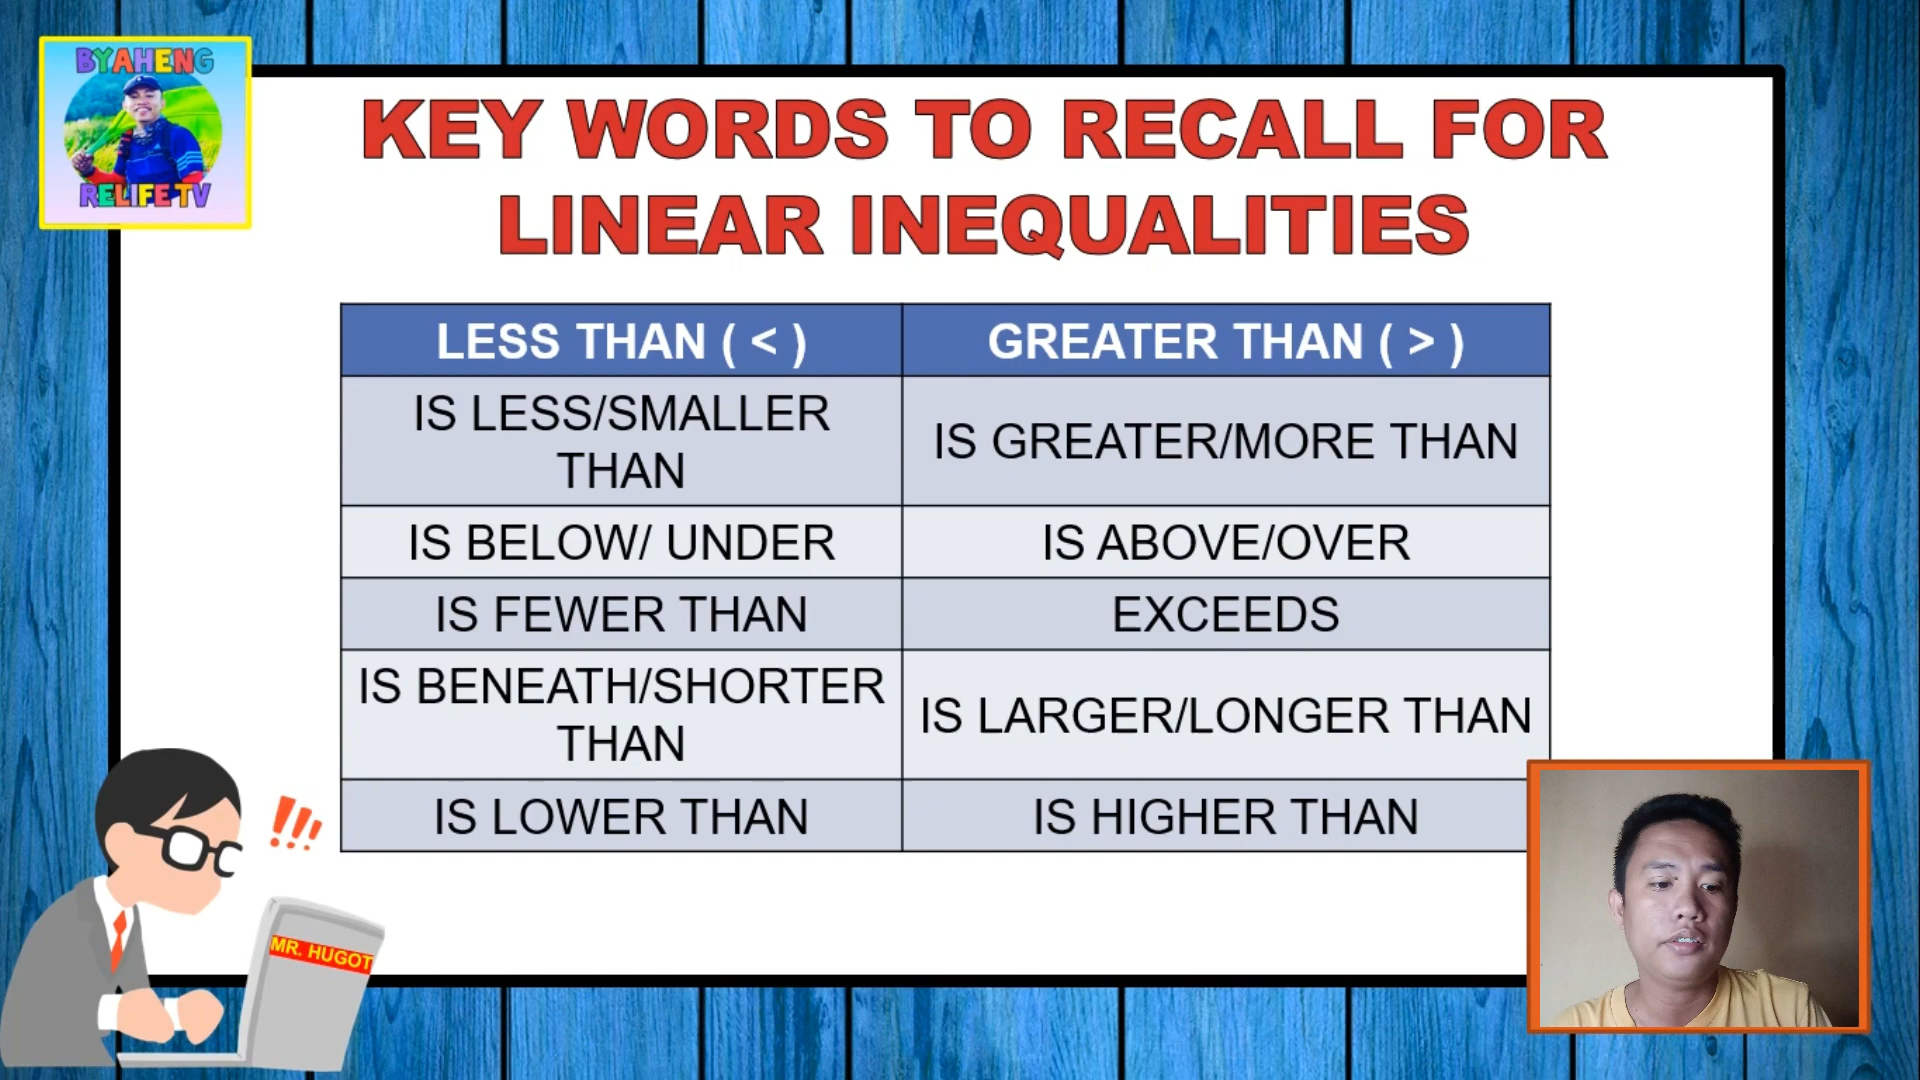 BYAHENG
RELIFE TV
KEY WORDS TO RECALL FOR
LINEAR INEQUALITIES
LESS THAN ( < )
GREATER THAN ( > )
IS LESS/SMALLER
THAN
IS GREATER/MORE THAN
IS BELOW/ UNDER
IS ABOVE/OVER
IS FEWER THAN
EXCEEDS
IS BENEATH/SHORTER
THAN
IS LARGER/LONGER THAN
IS LOWER THAN
IS HIGHER THAN
!!!
MR. HUGOT